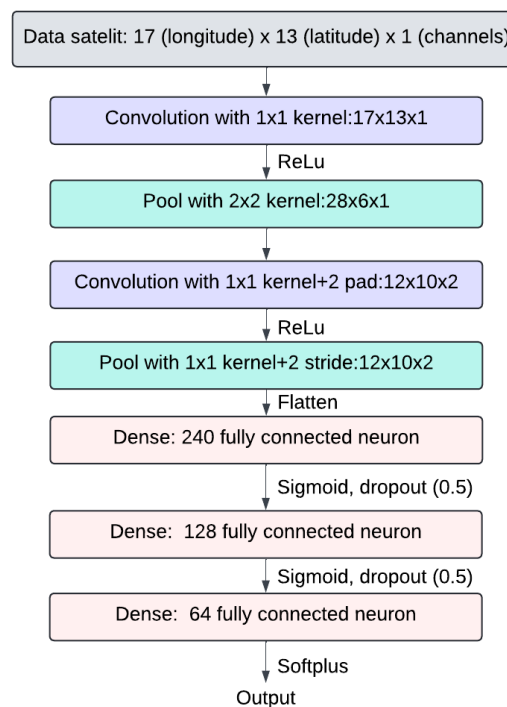 Data satelit: 17 (longitude) x 13 (latitude) x 1 (channels)
Convolution with 1x1 kernel:17x13x1
ReLu
Pool with 2x2 kernel:28x6x1
Convolution with 1x1 kernel+2 pad:12x10x2
ReLu
Pool with 1x1 kernel+2 stride:12x10x2
Flatten
Dense: 240 fully connected neuron
Sigmoid, dropout (0.5)
Dense: 128 fully connected neuron
Sigmoid, dropout (0.5)
Dense: 64 fully connected neuron
Softplus
Output